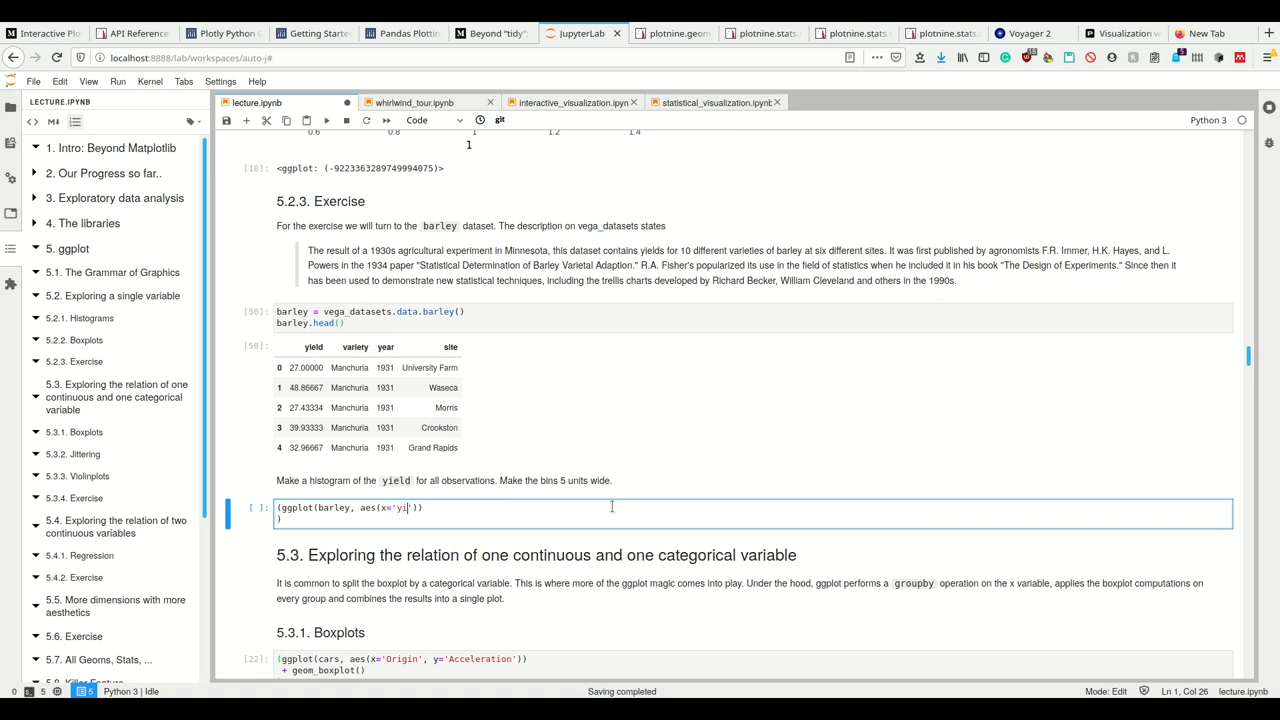 Interactive Plo
API Reference
Plotly Python G
Getting Starte
Pandas Plotting
Beyond "tidy":
JupyterLab
plotnine.geom
plotnine.stats.
plotnine.stats.
plotnine.stats.
Voyager 2
Visualization w
New Tab
localhost:8888/lab/workspaces/auto-j#
File Edit View Run Kernel Tabs Settings Help
LECTURE.IPYNB
lecture.ipynb
whirlwind_tour.ipynb
interactive_visualization.ipyn
statistical_visualization.ipynb
Code
git
Python 3
1. Intro: Beyond Matplotlib
2. Our Progress so far..
3. Exploratory data analysis
4. The libraries
5. ggplot
5.1. The Grammar of Graphics
5.2. Exploring a single variable
5.2.1. Histograms
5.2.2. Boxplots
5.2.3. Exercise
5.3. Exploring the relation of one
continuous and one categorical
variable
5.3.1. Boxplots
5.3.2. Jittering
5.3.3. Violinplots
5.3.4. Exercise
5.4. Exploring the relation of two
continuous variables
5.4.1. Regression
5.4.2. Exercise
5.5. More dimensions with more
aesthetics
5.6. Exercise
5.7. All Geoms, Stats, ...
5.8. Killer Feature
0.6 0.8 1 1.2 1.4
1
[18]: <ggplot: (-9223363289749994075)>
5.2.3. Exercise
For the exercise we will turn to the barley dataset. The description on vega_datasets states
The result of a 1930s agricultural experiment in Minnesota, this dataset contains yields for 10 different varieties of barley at six different sites. It was first published by agronomists F.R. Immer, H.K. Hayes, and L.
Powers in the 1934 paper "Statistical Determination of Barley Varietal Adaption." R.A. Fisher's popularized its use in the field of statistics when he included it in his book "The Design of Experiments." Since then it
has been used to demonstrate new statistical techniques, including the trellis charts developed by Richard Becker, William Cleveland and others in the 1990s.
[50]: barley = vega_datasets.data.barley()
barley.head()
[50]: yield variety year site
0 27.00000 Manchuria 1931 University Farm
1 48.86667 Manchuria 1931 Waseca
2 27.43334 Manchuria 1931 Morris
3 39.93333 Manchuria 1931 Crookston
4 32.96667 Manchuria 1931 Grand Rapids
Make a histogram of the yield for all observations. Make the bins 5 units wide.
[ ]: (ggplot(barley, aes(x='yi'))
)
5.3. Exploring the relation of one continuous and one categorical variable
It is common to split the boxplot by a categorical variable. This is where more of the ggplot magic comes into play. Under the hood, ggplot performs a groupby operation on the x variable, applies the boxplot computations on
every group and combines the results into a single plot.
5.3.1. Boxplots
[22]: (ggplot(cars, aes(x='Origin', y='Acceleration'))
+ geom_boxplot()
0 5 5 Python 3 | Idle
Saving completed
Mode: Edit
Ln 1, Col 26
lecture.ipynb